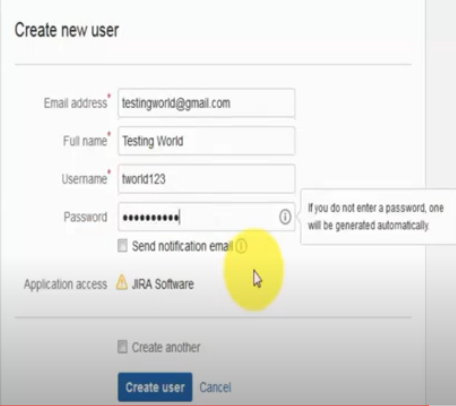 Create new user
Email address* testingworld@gmail.com
Full name* Testing World
Username* tworld123
Password ••••••••••
If you do not enter a password, one
will be generated automatically.
Send notification email
Application access JIRA Software
Create another
Create user Cancel